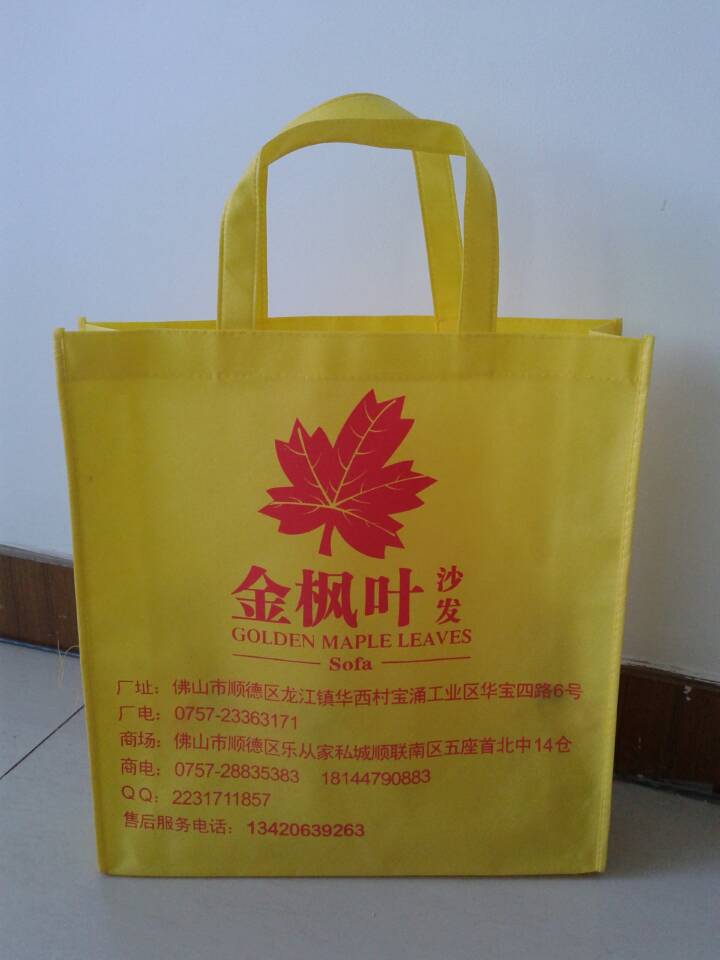 金枫叶 沙发
GOLDEN MAPLE LEAVES
Sofa
厂址：佛山市顺德区龙江镇华西村宝涌工业区华宝四路6号
厂电：0757-23363171
商场：佛山市顺德区乐从家私城顺联南区五座首北中14仓
商电：0757-28835383 18144790883
QQ：2231711857
售后服务电话：13420639263